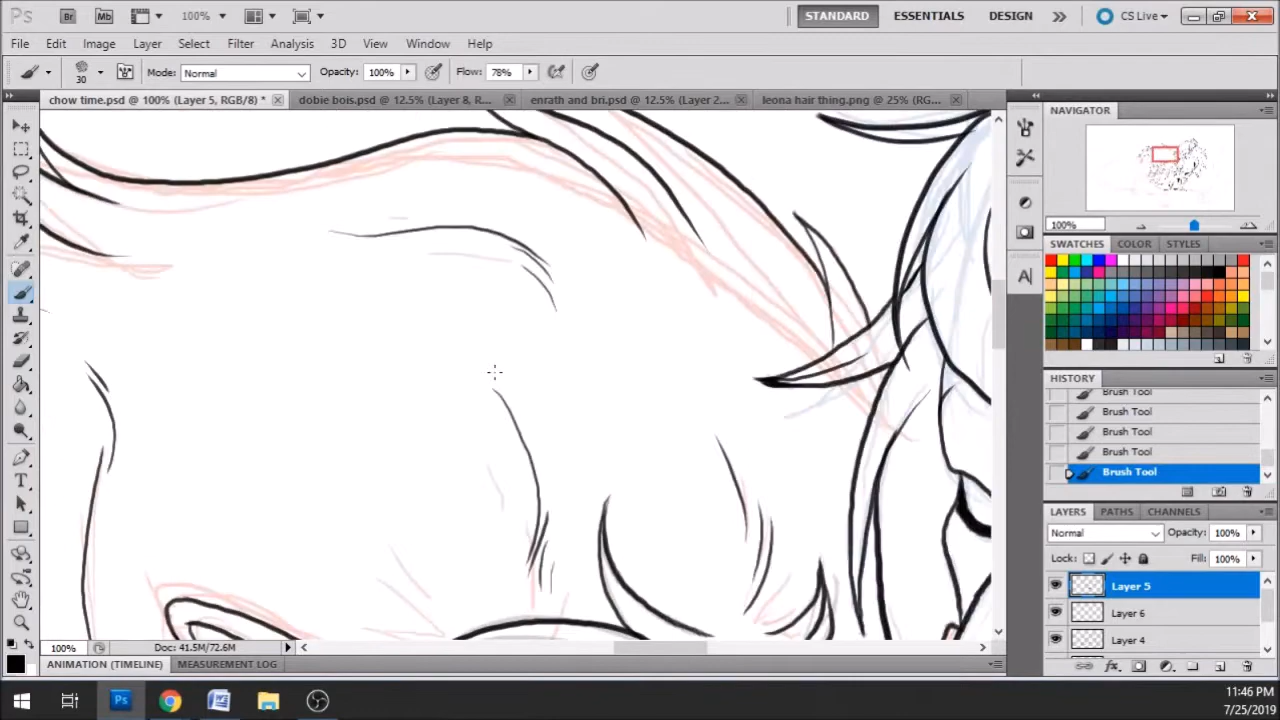 Ps Br Mb 100% STANDARD ESSENTIALS DESIGN CS Live
File Edit Image Layer Select Filter Analysis 3D View Window Help
30 Mode: Normal Opacity: 100% Flow: 78%
chow time.psd @ 100% (Layer 5, RGB/8) * dobie bois.psd @ 12.5% (Layer 8, R... enrath and bri.psd @ 12.5% (Layer 2... leona hair thing.png @ 25% (RG...
NAVIGATOR
100%
SWATCHES COLOR STYLES
A
HISTORY
Brush Tool
Brush Tool
Brush Tool
Brush Tool
Brush Tool
LAYERS PATHS CHANNELS
Normal Opacity: 100%
Lock: Fill: 100%
Layer 5
Layer 6
Layer 4
T
100% Doc: 41.5M/72.6M
ANIMATION (TIMELINE) MEASUREMENT LOG
Ps
11:46 PM
7/25/2019